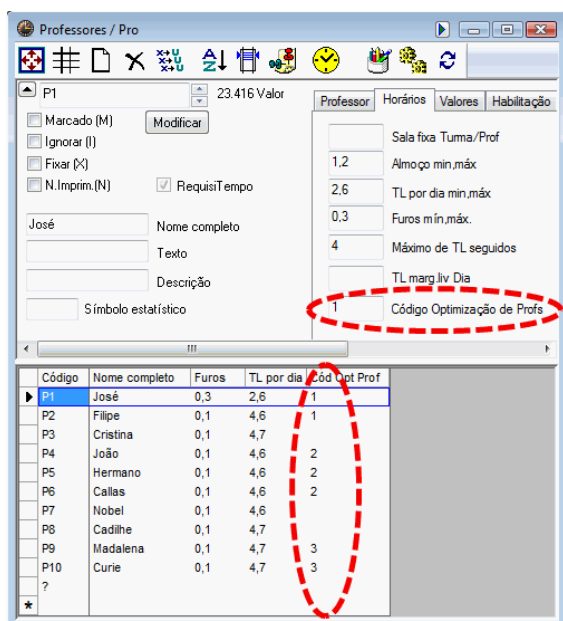 Professores / Pro
P1 23.416 Valor
Marcado (M) Modificar
Ignorar (I)
Fixar (X)
N.Imprim.(N) RequisiTempo
José Nome completo
Texto
Descrição
Símbolo estatístico
Professor Horários Valores Habilitação
Sala fixa Turma/Prof
1,2 Almoço min,máx
2,6 TL por dia min,máx
0,3 Furos mín,máx.
4 Máximo de TL seguidos
TL marg.liv Dia
1 Código Optimização de Profs
Código Nome completo Furos TL por dia Cód Opt Prof
P1 José 0,3 2,6 1
P2 Filipe 0,1 4,6 1
P3 Cristina 0,1 4,7
P4 João 0,1 4,6 2
P5 Hermano 0,1 4,6 2
P6 Callas 0,1 4,6 2
P7 Nobel 0,1 4,6
P8 Cadilhe 0,1 4,7
P9 Madalena 0,1 4,7 3
P10 Curie 0,1 4,7 3
?
*